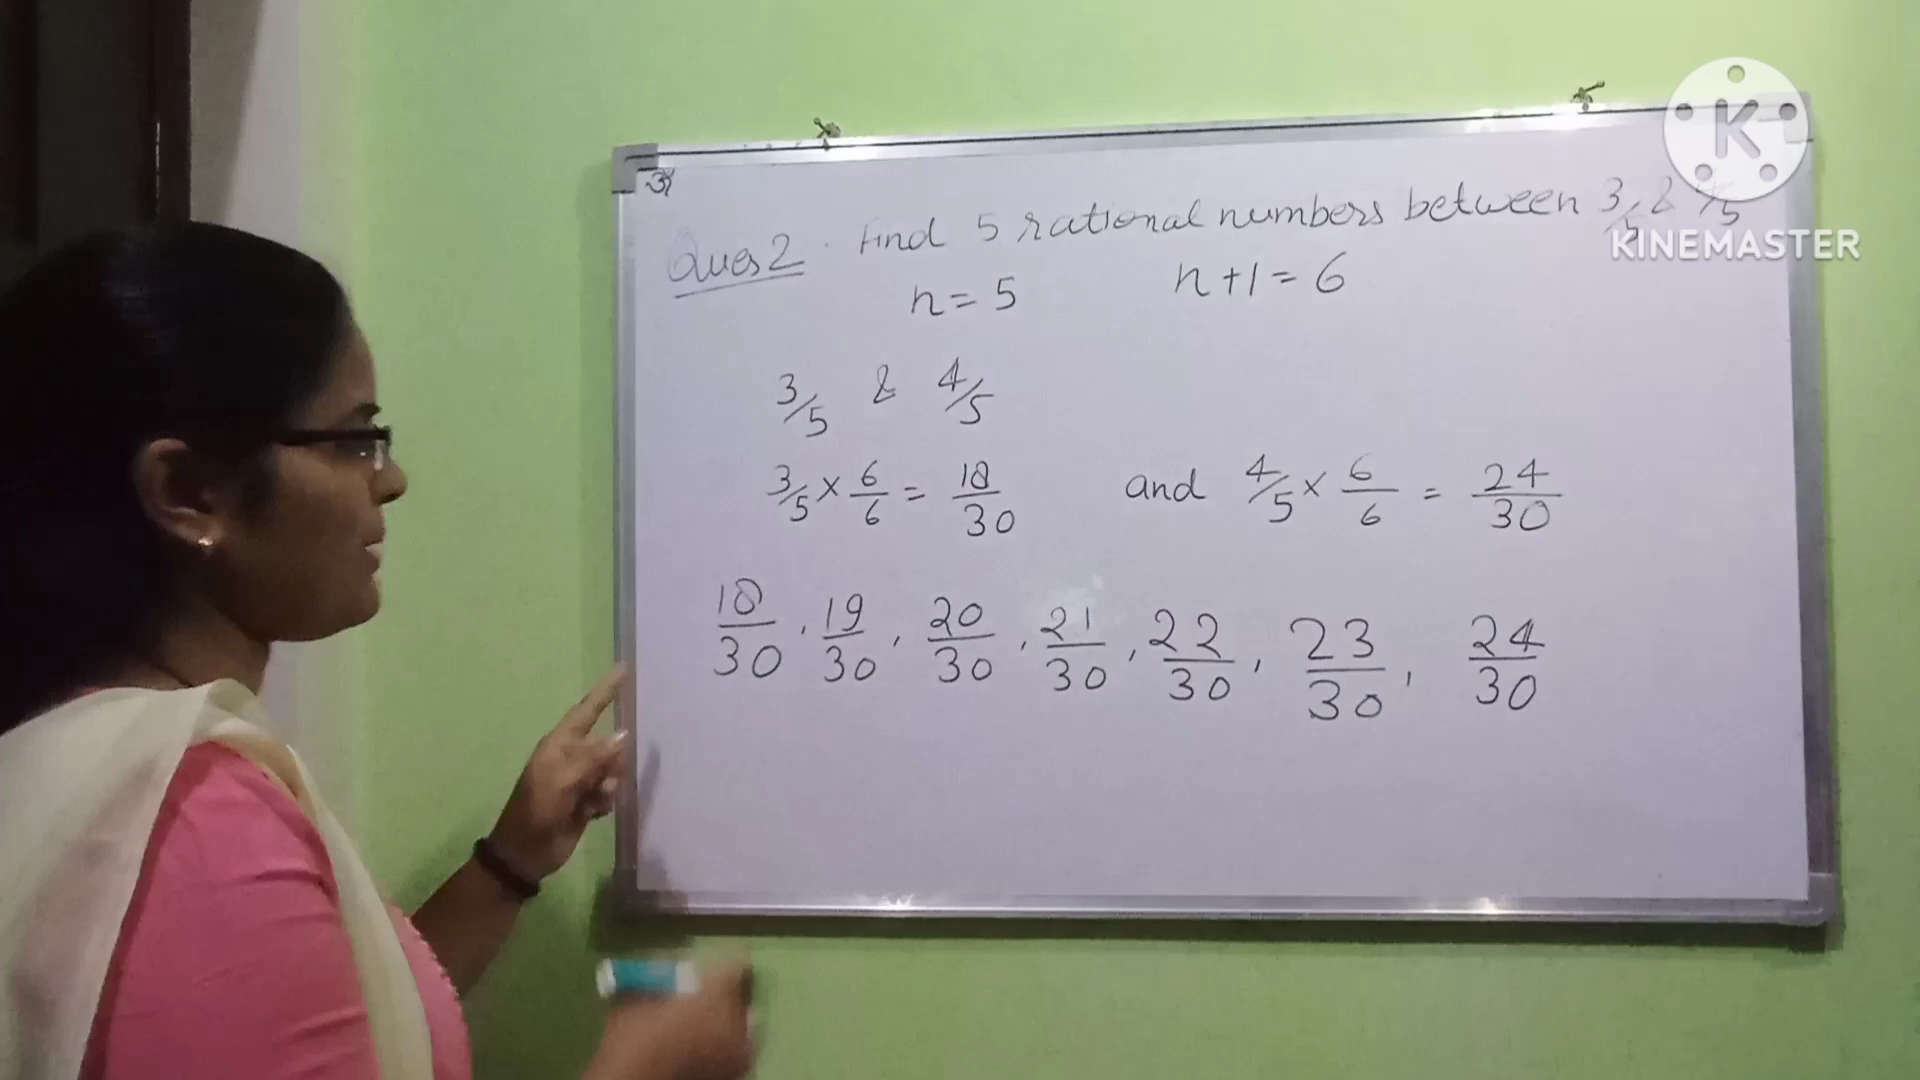 ॐ
Ques 2. Find 5 rational numbers between 3/5 & 4/5
n = 5 n+1 = 6
3/5 & 4/5
3/5 × 6/6 = 18/30 and 4/5 × 6/6 = 24/30
18/30, 19/30, 20/30, 21/30, 22/30, 23/30, 24/30
K
KINEMASTER